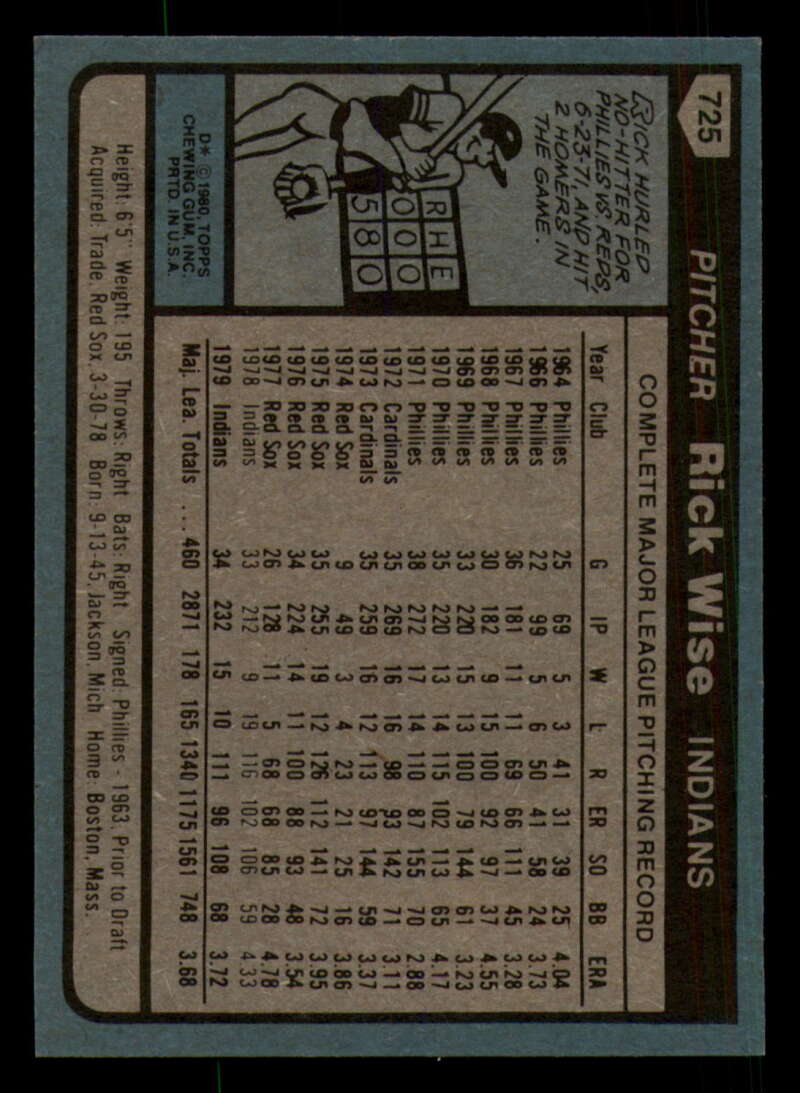 725
PITCHER Rick Wise INDIANS
RICK HURLED
NO-HITTER FOR
PHILLIES VS. REDS,
6-23-71, AND HIT
2 HOMERS IN
THE GAME.
R H E
0 0 0
5 8 0
D* © 1980, TOPPS
CHEWING GUM, INC.
PRTD. IN U.S.A.
COMPLETE MAJOR LEAGUE PITCHING RECORD
Year Club G IP W L R ER SO BB ERA
1964 Phillies 25 69 5 3 41 31 39 25 4.04
1966 Phillies 22 99 5 6 50 41 58 24 3.73
1967 Phillies 36 181 11 11 69 66 111 45 3.28
1968 Phillies 30 182 9 15 100 92 97 37 4.55
1969 Phillies 33 220 15 13 100 79 144 61 3.23
1970 Phillies 35 220 13 14 115 102 113 65 4.17
1971 Phillies 38 272 17 14 110 87 155 70 2.88
1972 Cardinals 35 269 16 16 98 93 142 71 3.11
1973 Cardinals 35 259 16 12 113 97 144 59 3.37
1974 Red Sox 9 49 3 4 23 21 25 16 3.86
1975 Red Sox 35 255 19 12 126 112 141 72 3.95
1976 Red Sox 34 224 14 11 100 88 93 48 3.54
1977 Red Sox 26 128 11 5 68 68 85 28 4.78
1978 Indians 33 212 9 19 116 102 106 59 4.33
1979 Indians 34 232 15 10 111 96 108 68 3.72
Maj. Lea. Totals . . . 460 2871 178 165 1340 1175 1561 748 3.68
Height: 6'5" Weight: 195 Throws: Right Bats: Right Signed: Phillies - 1963, Prior to Draft
Acquired: Trade, Red Sox, 3-30-78 Born: 9-13-45, Jackson, Mich Home: Boston, Mass.